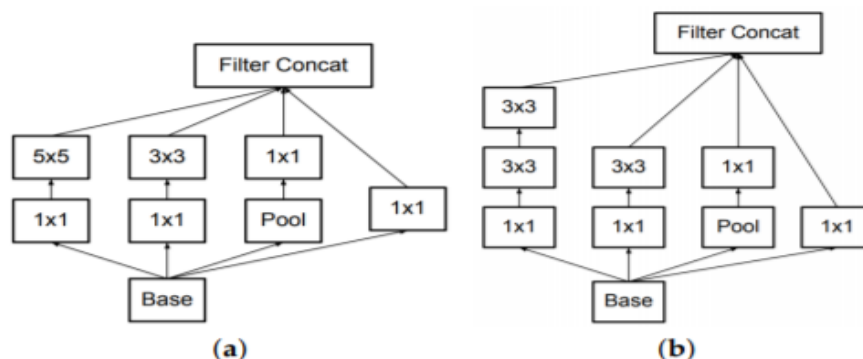 Filter Concat
5x5
3x3
1x1
1x1
1x1
Pool
1x1
Base
(a)
Filter Concat
3x3
3x3
3x3
1x1
1x1
1x1
Pool
1x1
Base
(b)